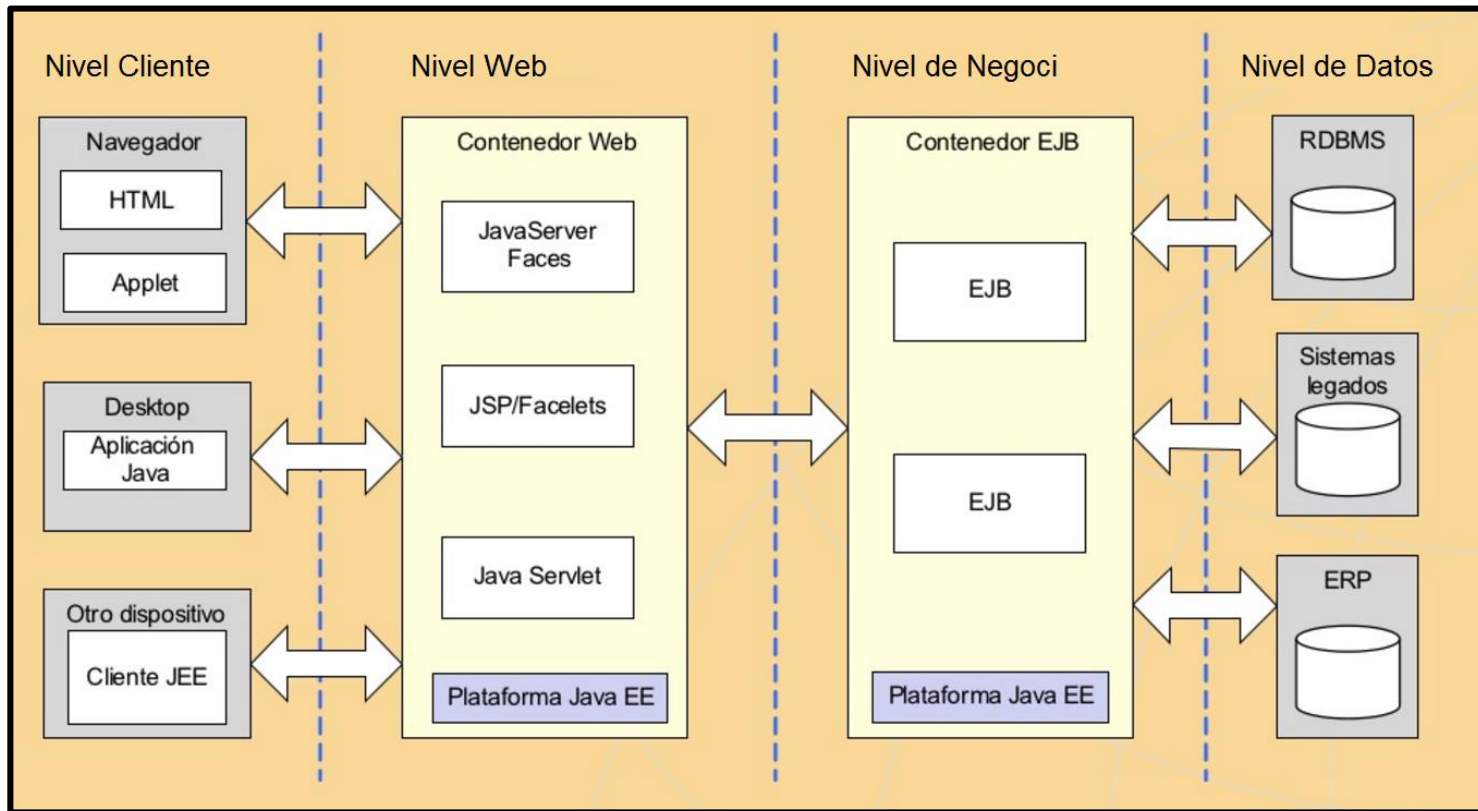 Nivel Cliente
Nivel Web
Nivel de Negoci
Nivel de Datos
Navegador
HTML
Applet
Desktop
Aplicación
Java
Otro dispositivo
Cliente JEE
Contenedor Web
JavaServer
Faces
JSP/Facelets
Java Servlet
Plataforma Java EE
Contenedor EJB
EJB
EJB
Plataforma Java EE
RDBMS
Sistemas
legados
ERP